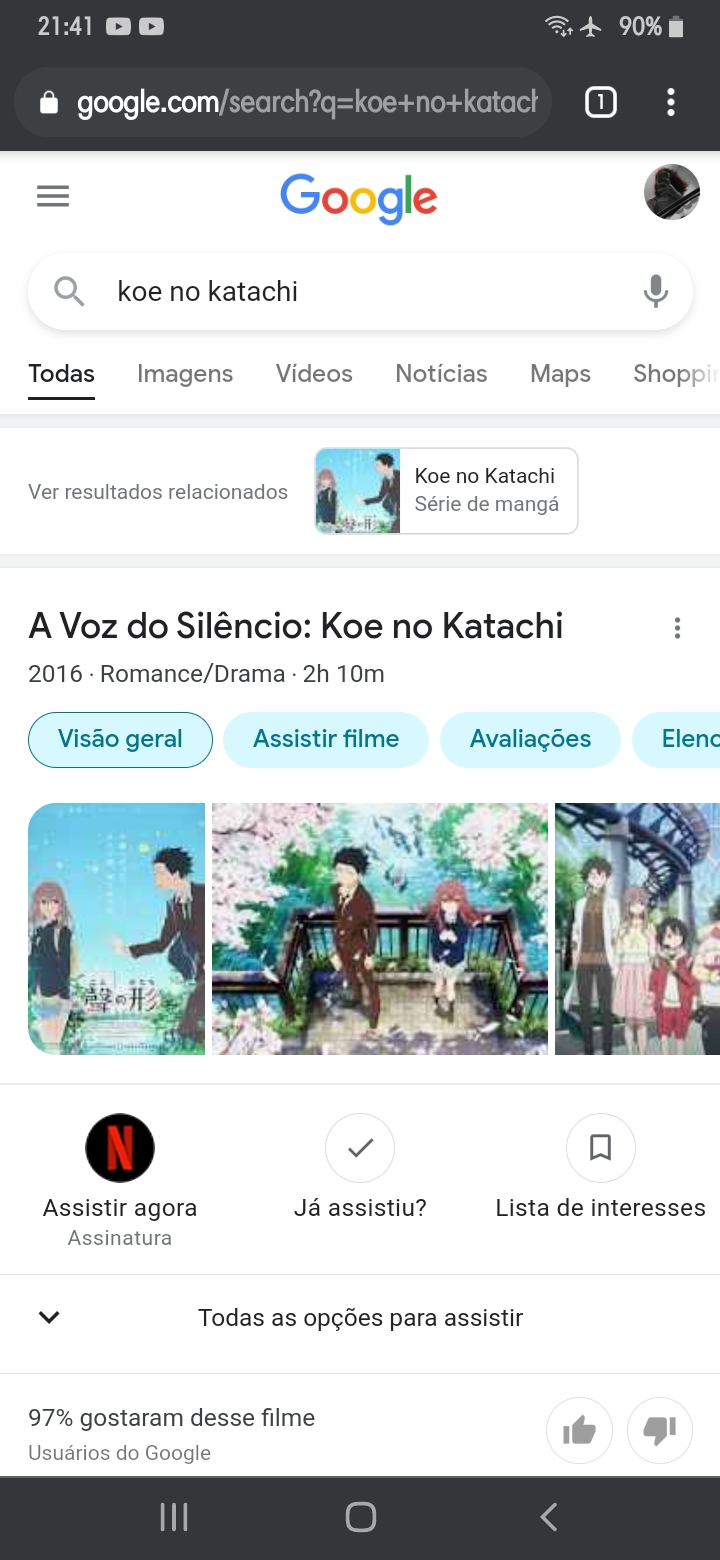 21:41
90%
google.com/search?q=koe+no+katach
1
Google
koe no katachi
Todas Imagens Vídeos Notícias Maps Shoppin
Ver resultados relacionados
Koe no Katachi
Série de mangá
A Voz do Silêncio: Koe no Katachi
2016 · Romance/Drama · 2h 10m
Visão geral Assistir filme Avaliações Elenc
聲の形
N
Assistir agora Já assistiu? Lista de interesses
Assinatura
Todas as opções para assistir
97% gostaram desse filme
Usuários do Google